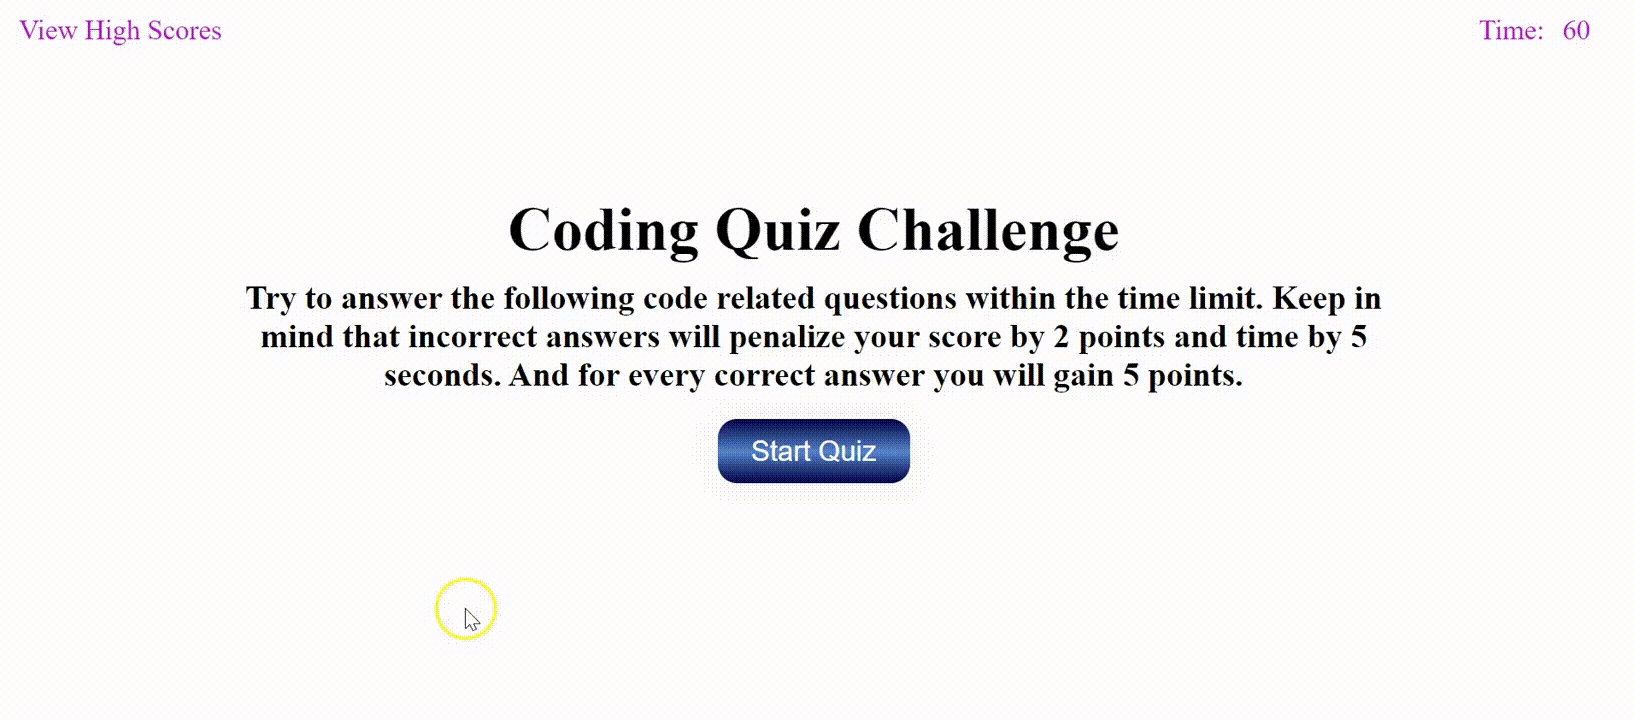 View High Scores
Time: 60
Coding Quiz Challenge
Try to answer the following code related questions within the time limit. Keep in
mind that incorrect answers will penalize your score by 2 points and time by 5
seconds. And for every correct answer you will gain 5 points.
Start Quiz